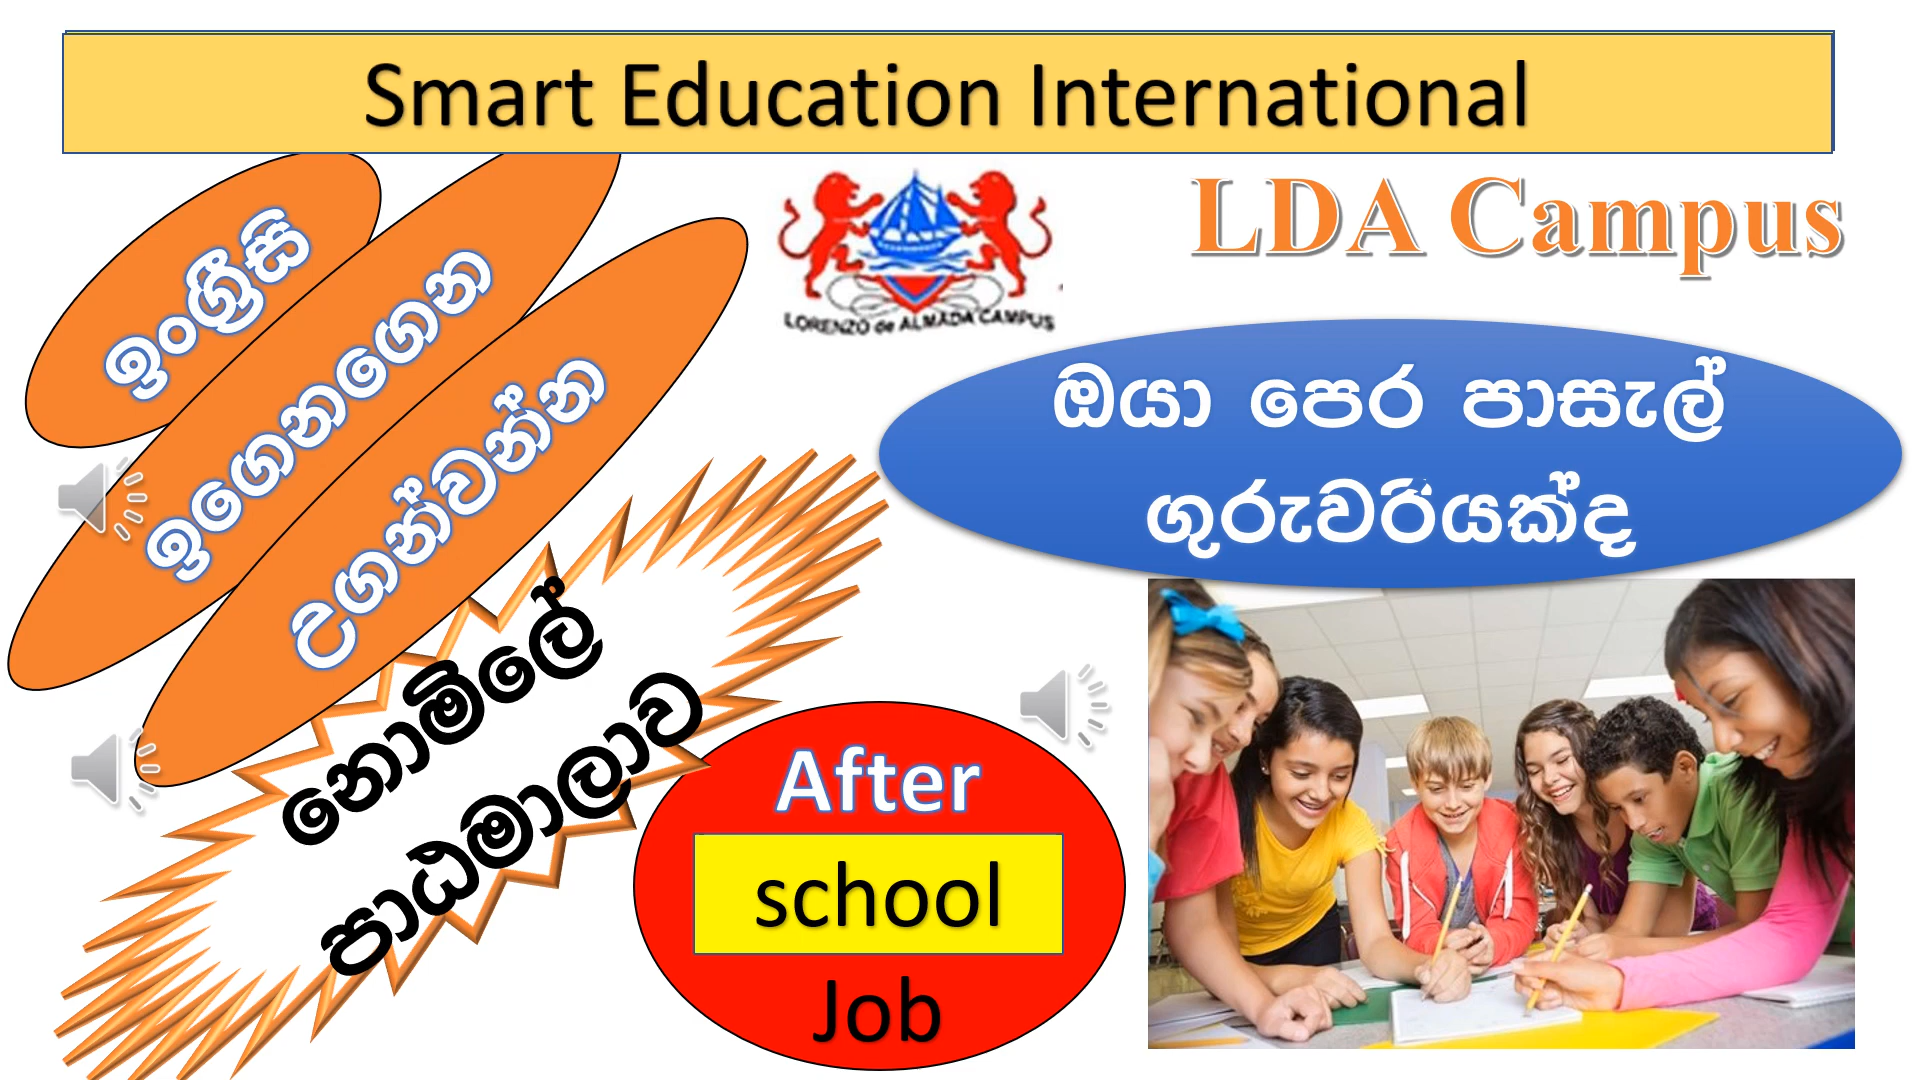 Smart Education International
LDA Campus
ඉංග්‍රීසි
ඉගෙනගෙන
උගන්වන්න
LORENZO de ALMADA CAMPUS
ඔයා පෙර පාසැල්
ගුරුවරියක්ද
නොම්ලේ
පාඨමාලාව
After
school
Job